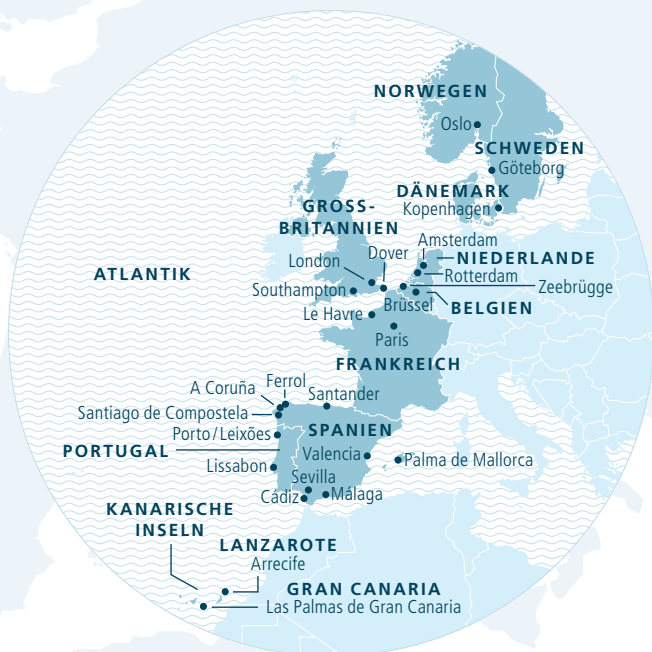 NORWEGEN
Oslo
SCHWEDEN
Göteborg
DÄNEMARK
Kopenhagen
GROSS-
BRITANNIEN
Amsterdam
Dover
NIEDERLANDE
London
Rotterdam
ATLANTIK
Zeebrügge
Southampton
Brüssel
BELGIEN
Le Havre
Paris
FRANKREICH
Ferrol
A Coruña
Santander
Santiago de Compostela
SPANIEN
Porto/Leixões
PORTUGAL
Valencia
Palma de Mallorca
Lissabon
Sevilla
Cádiz
Málaga
KANARISCHE
INSELN
LANZAROTE
Arrecife
GRAN CANARIA
Las Palmas de Gran Canaria